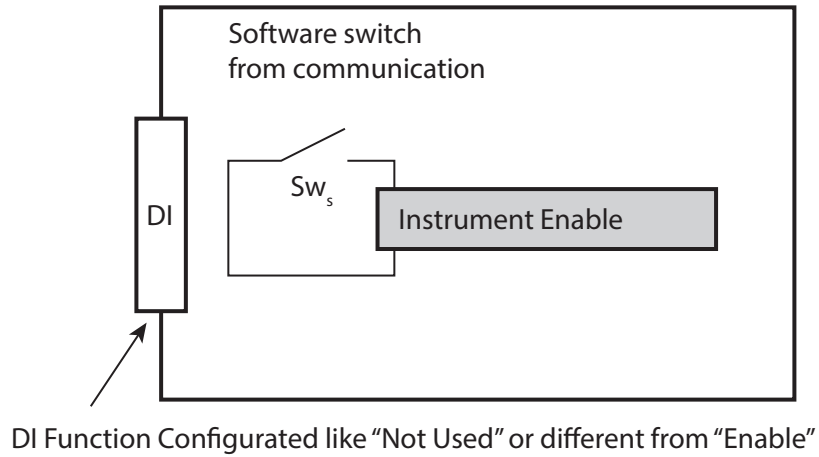 Software switch
from communication
Sws
DI
Instrument Enable
DI Function Configurated like “Not Used” or different from “Enable”